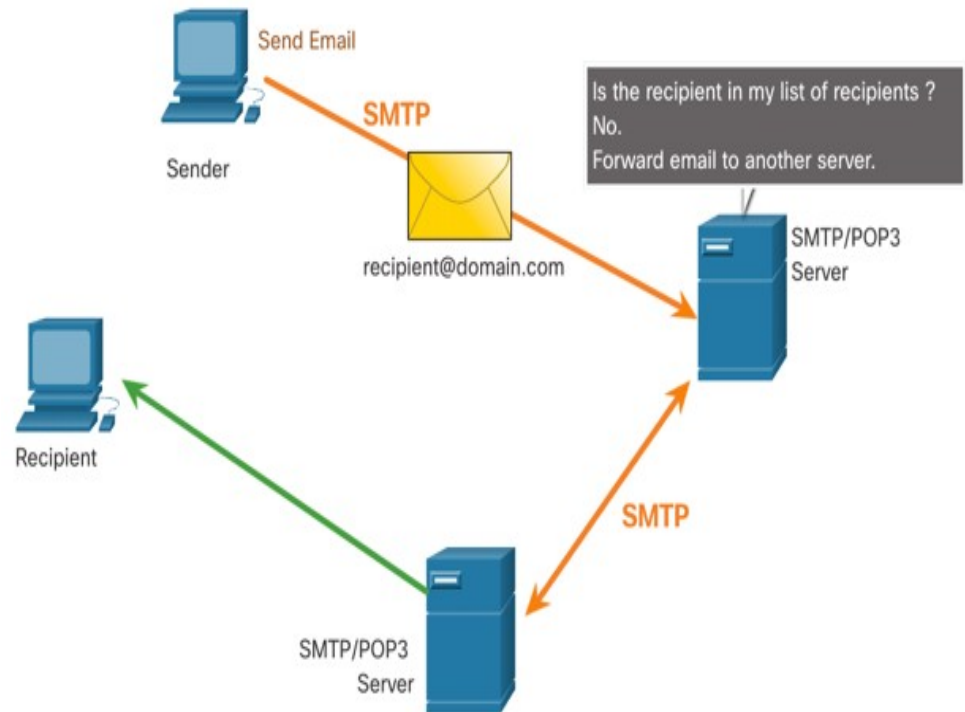 Send Email
SMTP
Sender
recipient@domain.com
Is the recipient in my list of recipients ?
No.
Forward email to another server.
SMTP/POP3
Server
Recipient
SMTP
SMTP/POP3
Server